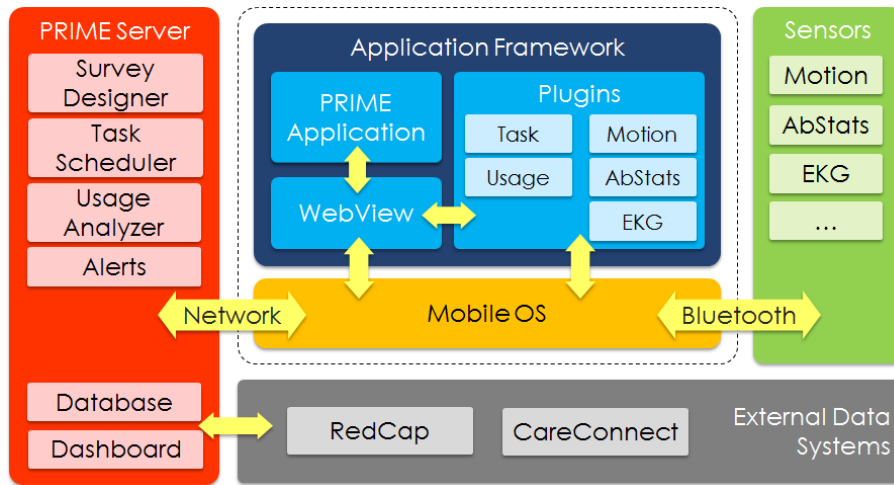 PRIME Server
Survey
Designer
Task
Scheduler
Usage
Analyzer
Alerts
Database
Dashboard
Application Framework
PRIME
Application
WebView
Plugins
Task
Motion
Usage
AbStats
EKG
Mobile OS
Network
Bluetooth
Sensors
Motion
AbStats
EKG
...
RedCap
CareConnect
External Data
Systems